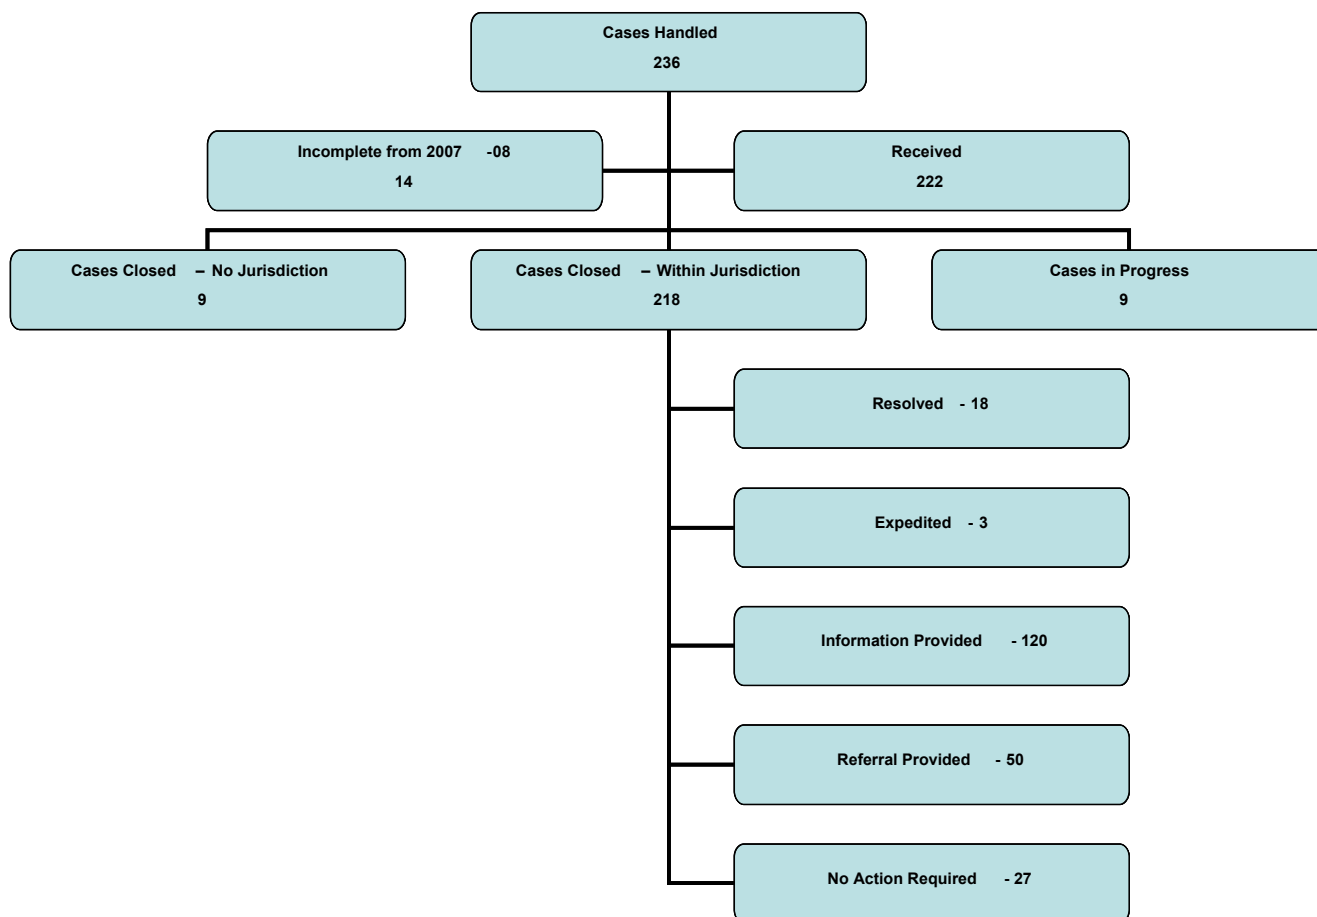 Cases Handled
236
Incomplete from 2007 -08
14
Received
222
Cases Closed – No Jurisdiction
9
Cases Closed – Within Jurisdiction
218
Cases in Progress
9
Resolved - 18
Expedited - 3
Information Provided - 120
Referral Provided - 50
No Action Required - 27